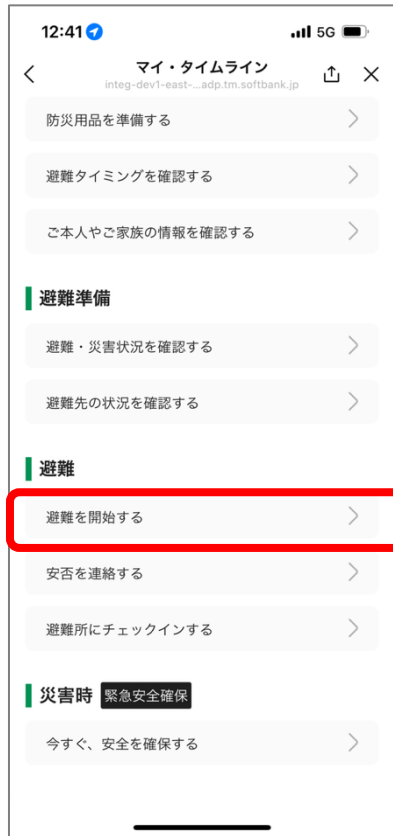 12:41
5G
マイ・タイムライン
integ-dev1-east-...adp.tm.softbank.jp
防災用品を準備する
避難タイミングを確認する
ご本人やご家族の情報を確認する
避難準備
避難・災害状況を確認する
避難先の状況を確認する
避難
避難を開始する
安否を連絡する
避難所にチェックインする
災害時 緊急安全確保
今すぐ、安全を確保する